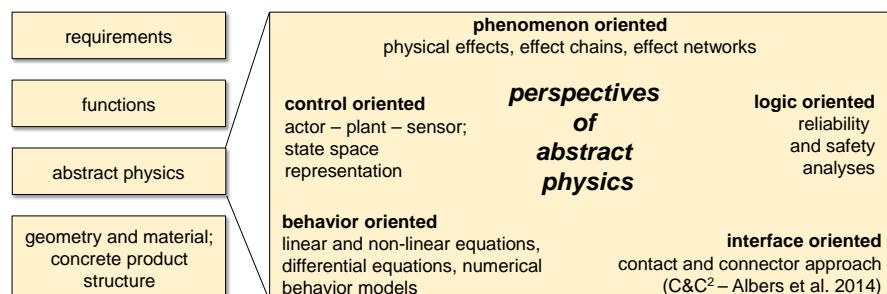 requirements
functions
abstract physics
geometry and material;
concrete product
structure
phenomenon oriented
physical effects, effect chains, effect networks
control oriented
actor – plant – sensor;
state space
representation
perspectives
of
abstract
physics
logic oriented
reliability
and safety
analyses
behavior oriented
linear and non-linear equations,
differential equations, numerical
behavior models
interface oriented
contact and connector approach
(C&C² – Albers et al. 2014)